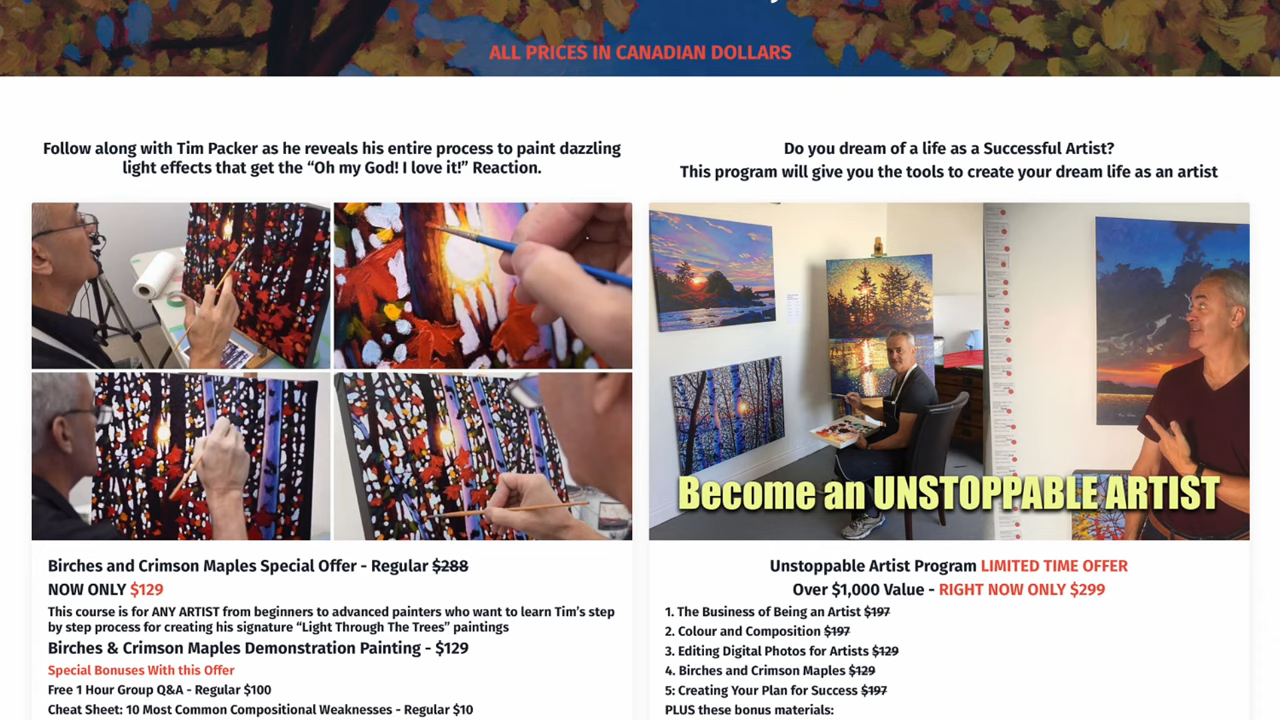 ALL PRICES IN CANADIAN DOLLARS
Follow along with Tim Packer as he reveals his entire process to paint dazzling
light effects that get the “Oh my God! I love it!” Reaction.
Birches and Crimson Maples Special Offer - Regular $288
NOW ONLY $129
This course is for ANY ARTIST from beginners to advanced painters who want to learn Tim’s step
by step process for creating his signature “Light Through The Trees” paintings
Birches & Crimson Maples Demonstration Painting - $129
Special Bonuses With this Offer
Free 1 Hour Group Q&A - Regular $100
Cheat Sheet: 10 Most Common Compositional Weaknesses - Regular $10
Do you dream of a life as a Successful Artist?
This program will give you the tools to create your dream life as an artist
Become an UNSTOPPABLE ARTIST
Unstoppable Artist Program LIMITED TIME OFFER
Over $1,000 Value - RIGHT NOW ONLY $299
1. The Business of Being an Artist $197
2. Colour and Composition $197
3. Editing Digital Photos for Artists $129
4. Birches and Crimson Maples $129
5: Creating Your Plan for Success $197
PLUS these bonus materials: